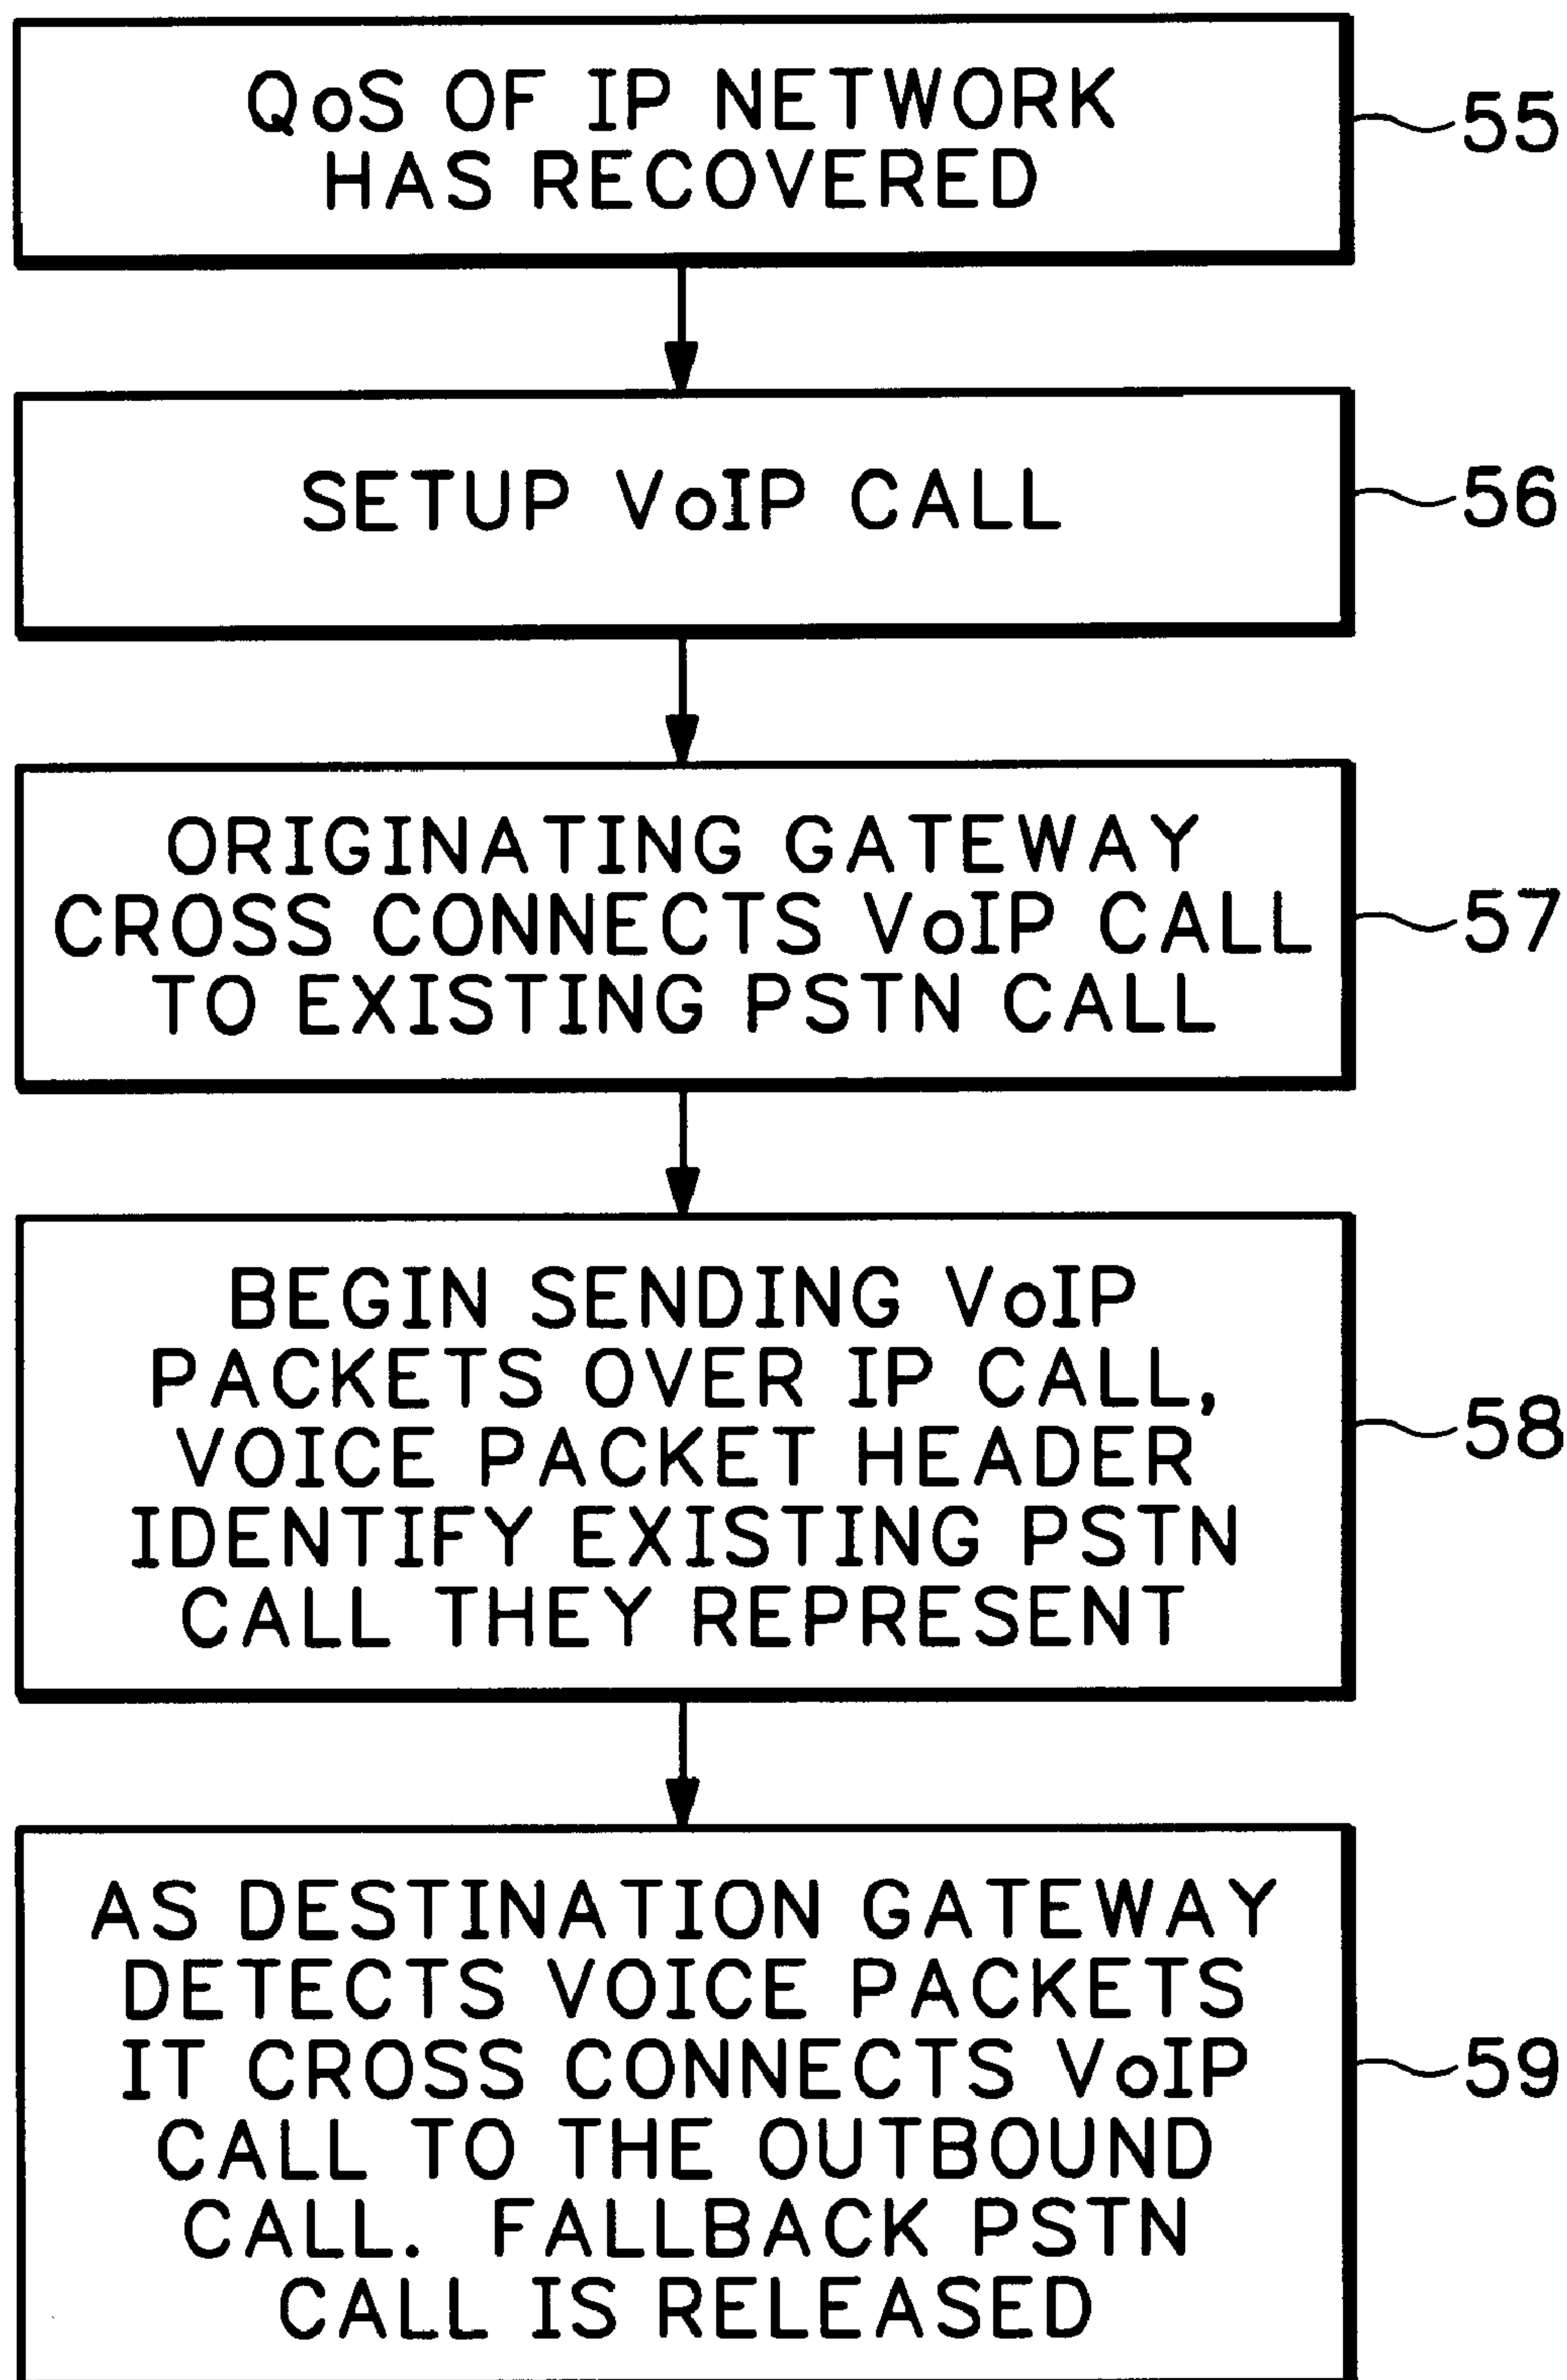 QoS OF IP NETWORK
HAS RECOVERED
55
SETUP VoIP CALL
56
ORIGINATING GATEWAY
CROSS CONNECTS VoIP CALL
TO EXISTING PSTN CALL
57
BEGIN SENDING VoIP
PACKETS OVER IP CALL,
VOICE PACKET HEADER
IDENTIFY EXISTING PSTN
CALL THEY REPRESENT
58
AS DESTINATION GATEWAY
DETECTS VOICE PACKETS
IT CROSS CONNECTS VoIP
CALL TO THE OUTBOUND
CALL. FALLBACK PSTN
CALL IS RELEASED
59